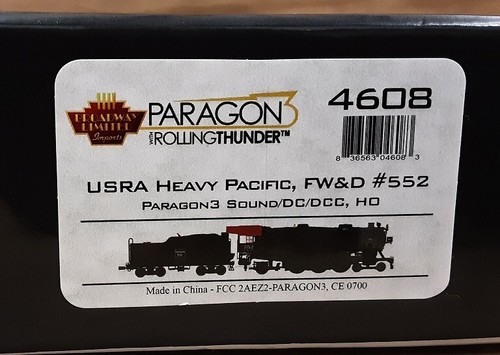 BROADWAY
LIMITED
Imports
PARAGON3
WITH ROLLINGTHUNDER™
4608
8 36563 04608 3
USRA HEAVY PACIFIC, FW&D #552
PARAGON3 SOUND/DC/DCC, HO
552
Made in China - FCC 2AEZ2-PARAGON3, CE 0700